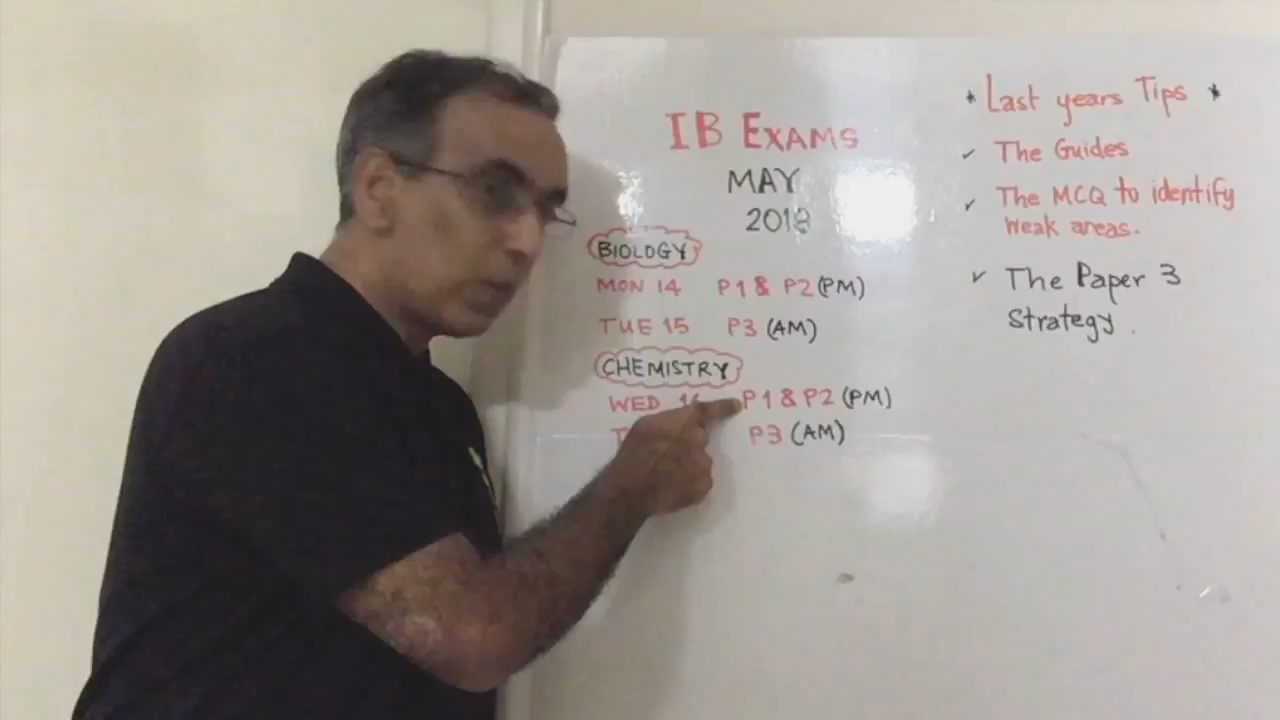 IB EXAMS
MAY
2018
BIOLOGY
MON 14 P1 & P2 (PM)
TUE 15 P3 (AM)
CHEMISTRY
WED P1 & P2 (PM)
P3 (AM)
* Last years Tips *
✓ The Guides
✓ The MCQ to identify
weak areas.
✓ The Paper 3
Strategy.